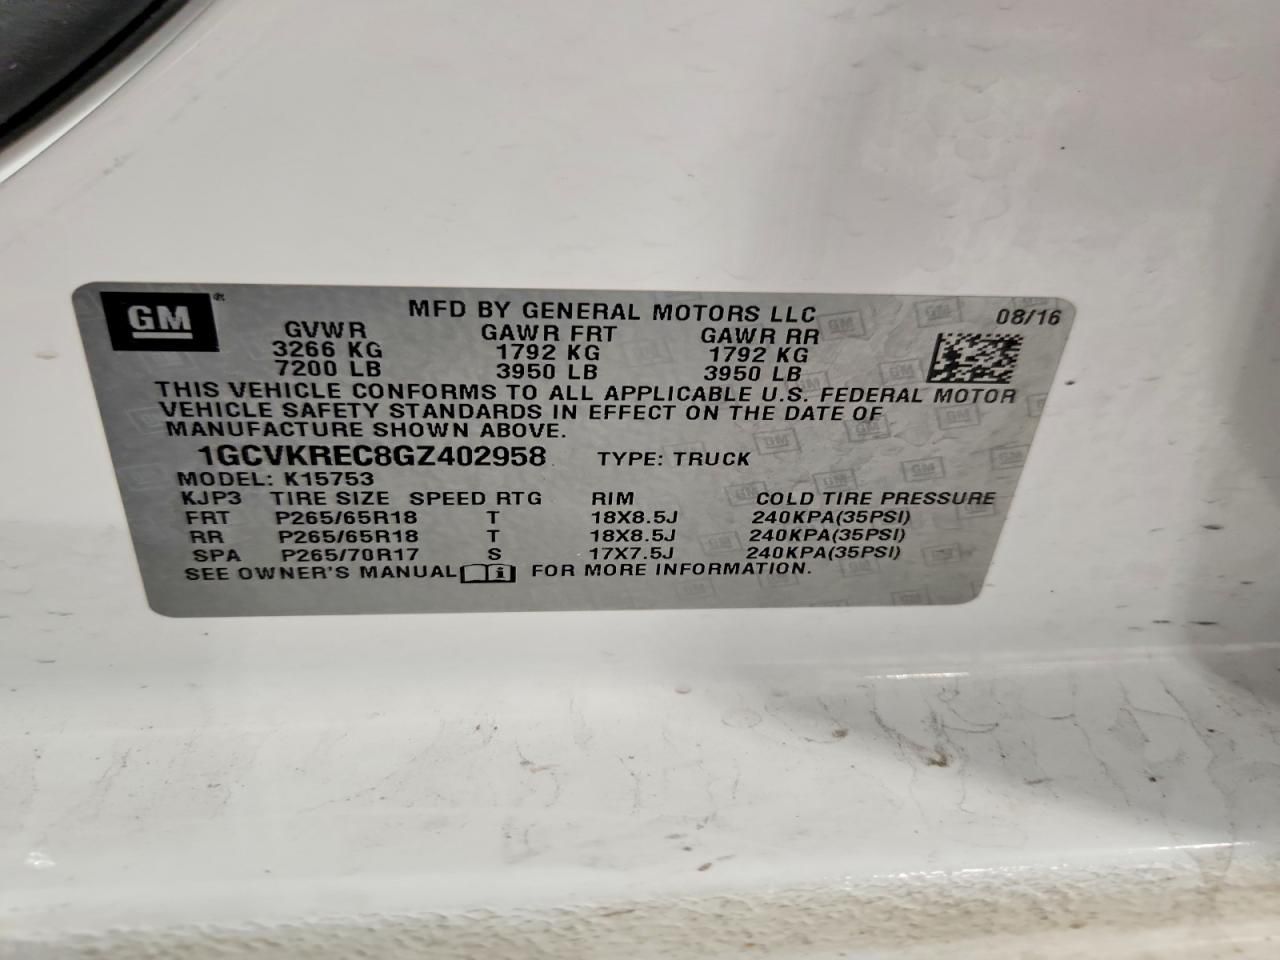 GM
MFD BY GENERAL MOTORS LLC 08/16
GVWR GAWR FRT GAWR RR
3266 KG 1792 KG 1792 KG
7200 LB 3950 LB 3950 LB
THIS VEHICLE CONFORMS TO ALL APPLICABLE U.S. FEDERAL MOTOR
VEHICLE SAFETY STANDARDS IN EFFECT ON THE DATE OF
MANUFACTURE SHOWN ABOVE.
1GCVKREC8GZ402958 TYPE: TRUCK
MODEL: K15753
KJP3 TIRE SIZE SPEED RTG RIM COLD TIRE PRESSURE
FRT P265/65R18 T 18X8.5J 240KPA(35PSI)
RR P265/65R18 T 18X8.5J 240KPA(35PSI)
SPA P265/70R17 S 17X7.5J 240KPA(35PSI)
SEE OWNER'S MANUAL FOR MORE INFORMATION.